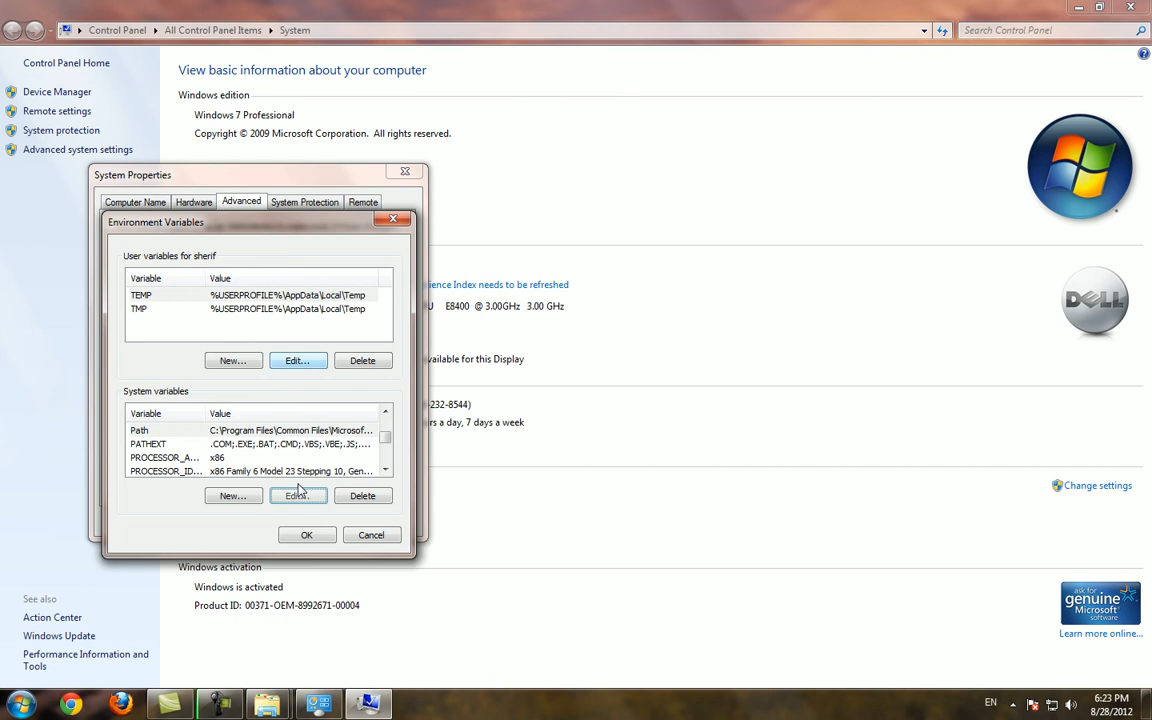 Control Panel
All Control Panel Items
System
Search Control Panel
Control Panel Home
Device Manager
Remote settings
System protection
Advanced system settings
View basic information about your computer
Windows edition
Windows 7 Professional
Copyright © 2009 Microsoft Corporation. All rights reserved.
System Properties
Computer Name
Hardware
Advanced
System Protection
Remote
Environment Variables
User variables for sherif
Variable Value
TEMP %USERPROFILE%\AppData\Local\Temp
TMP %USERPROFILE%\AppData\Local\Temp
New... Edit... Delete
System variables
Variable Value
Path C:\Program Files\Common Files\Microsof...
PATHEXT .COM;.EXE;.BAT;.CMD;.VBS;.VBE;.JS;....
PROCESSOR_A... x86
PROCESSOR_ID... x86 Family 6 Model 23 Stepping 10, Gen...
New... Edit... Delete
OK Cancel
ience Index needs to be refreshed
U E8400 @ 3.00GHz 3.00 GHz
vailable for this Display
-232-8544)
rs a day, 7 days a week
DELL
Change settings
Windows activation
Windows is activated
Product ID: 00371-OEM-8992671-00004
ask for
genuine
Microsoft
software
Learn more online...
See also
Action Center
Windows Update
Performance Information and
Tools
EN
6:23 PM
8/28/2012